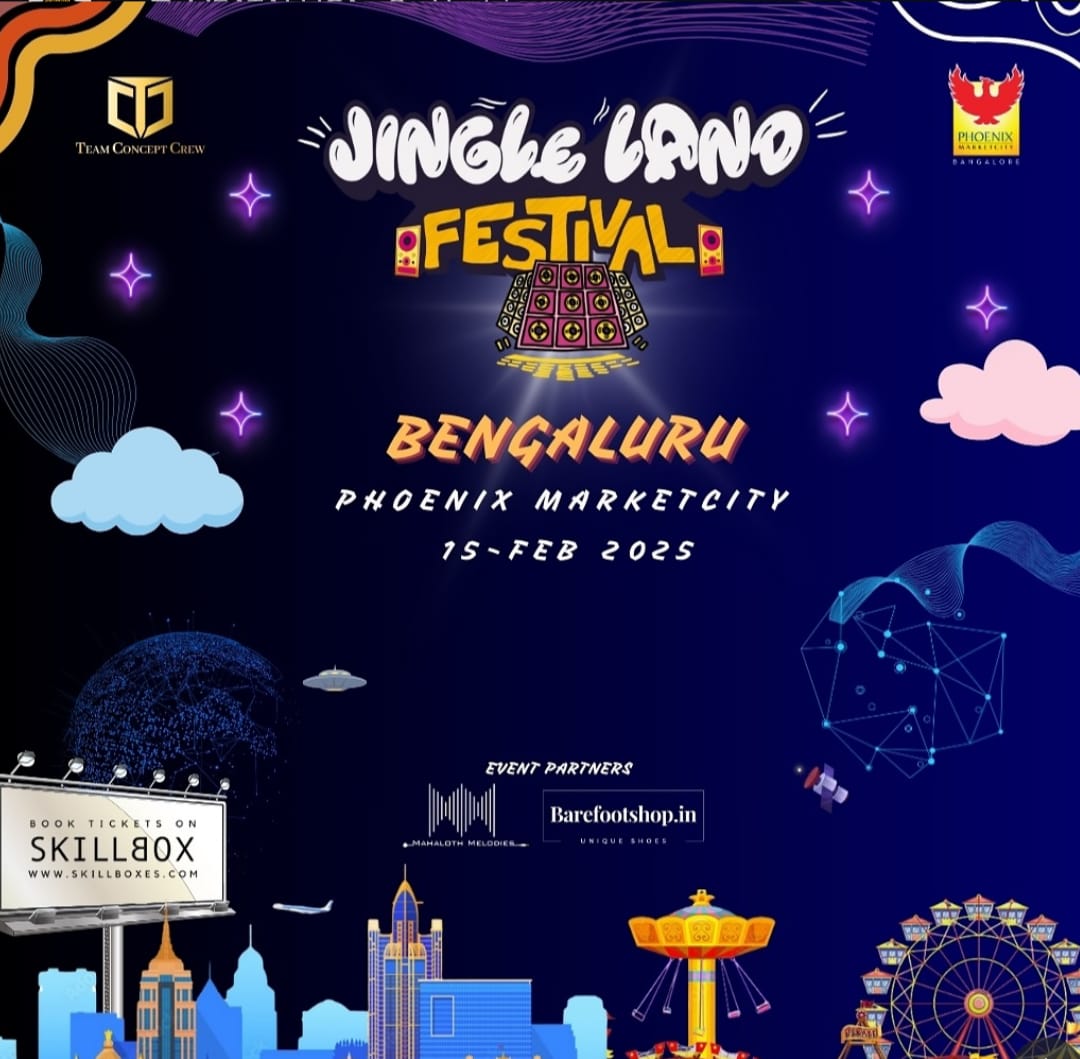 TEAM CONCEPT CREW
PHOENIX
MARKETCITY
BANGALORE
JINGLE LAND
FESTIVAL
BENGALURU
PHOENIX MARKETCITY
15-FEB 2025
EVENT PARTNERS
MAHALOTH MELODIES
Barefootshop.in
UNIQUE SHOES
BOOK TICKETS ON
SKILLBOX
WWW.SKILLBOXES.COM